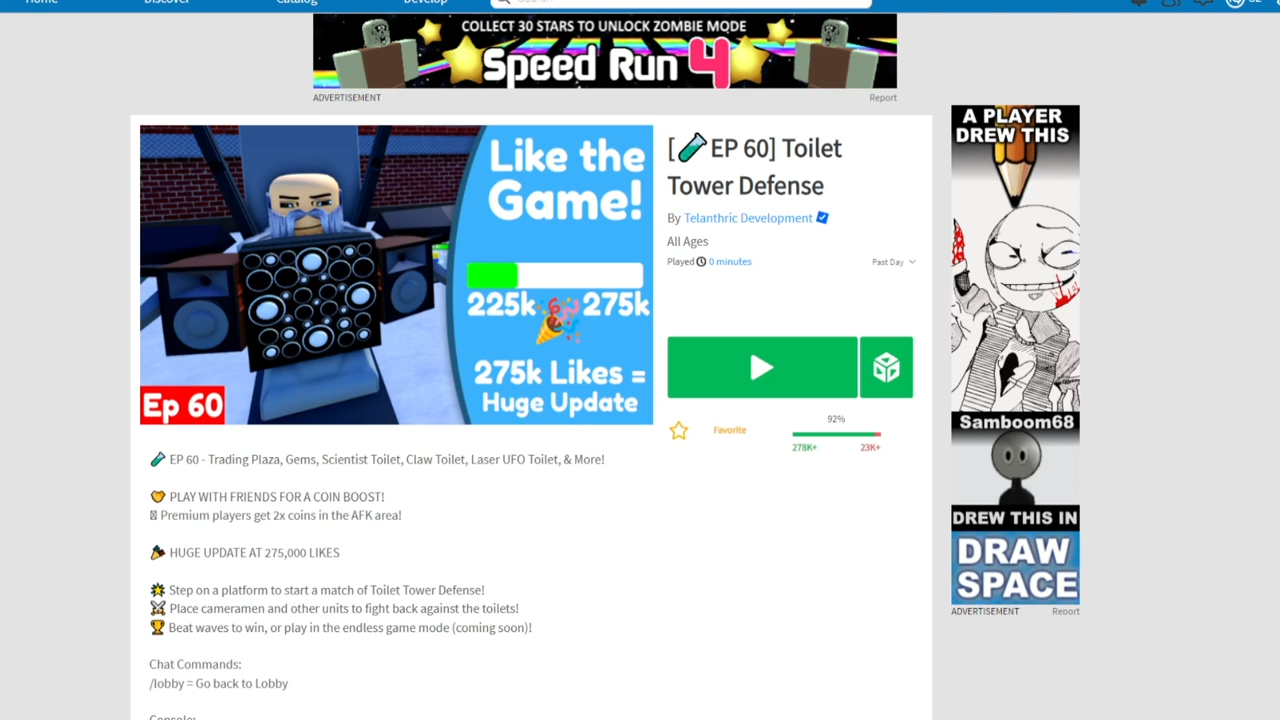 Home Discover Catalog Develop
COLLECT 30 STARS TO UNLOCK ZOMBIE MODE
Speed Run 4
ADVERTISEMENT Report
Like the
Game!
225k 275k
275k Likes =
Huge Update
Ep 60
[🧪EP 60] Toilet
Tower Defense
By Telanthric Development
All Ages
Played 0 minutes Past Day
Favorite
92%
278K+ 23K+
🧪 EP 60 - Trading Plaza, Gems, Scientist Toilet, Claw Toilet, Laser UFO Toilet, & More!
PLAY WITH FRIENDS FOR A COIN BOOST!
Premium players get 2x coins in the AFK area!
🎉 HUGE UPDATE AT 275,000 LIKES
🌟 Step on a platform to start a match of Toilet Tower Defense!
⚔️ Place cameramen and other units to fight back against the toilets!
🏆 Beat waves to win, or play in the endless game mode (coming soon)!
Chat Commands:
/lobby = Go back to Lobby
Console:
A PLAYER
DREW THIS
Samboom68
DREW THIS IN
DRAW
SPACE
ADVERTISEMENT Report